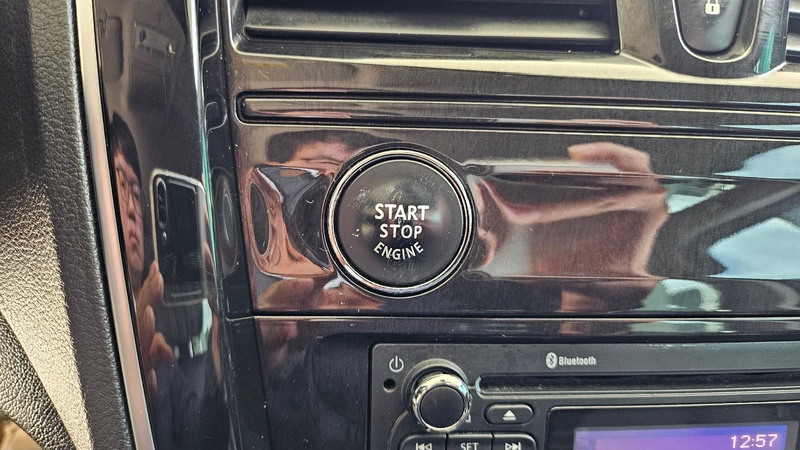 START
STOP
ENGINE
Bluetooth
SET
12:57